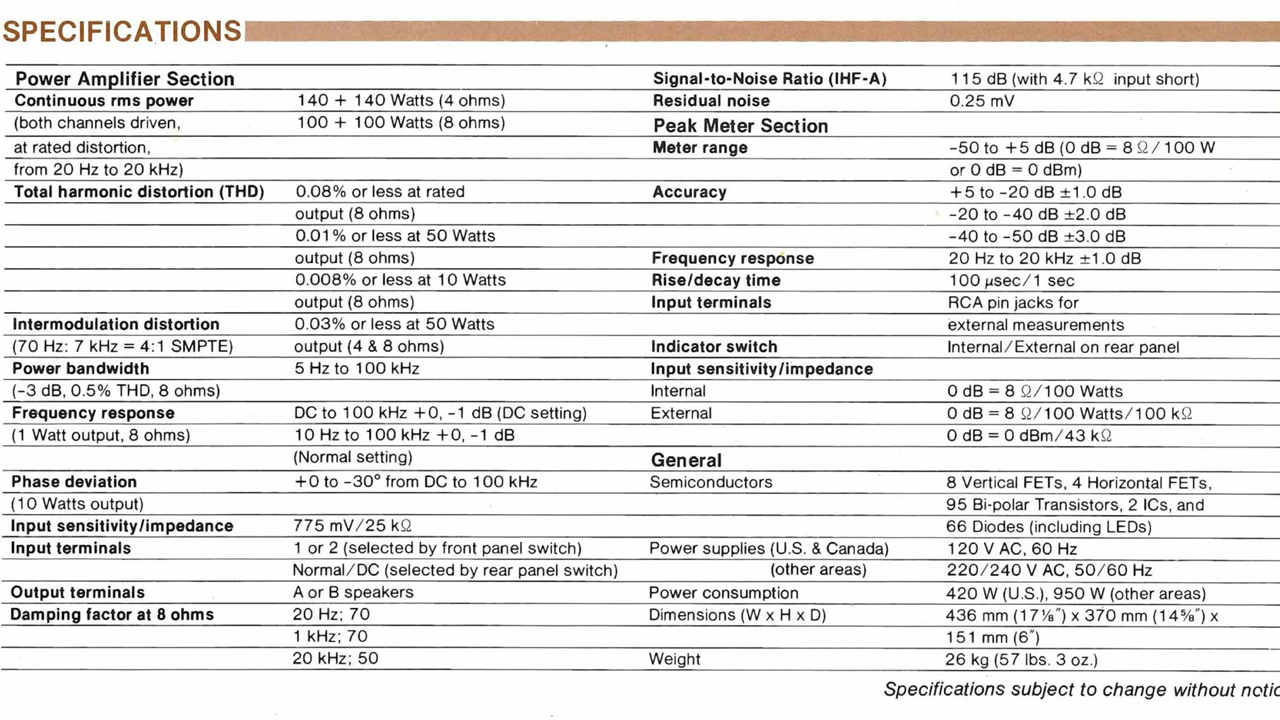 SPECIFICATIONS
Power Amplifier Section
Continuous rms power 140 + 140 Watts (4 ohms)
(both channels driven, 100 + 100 Watts (8 ohms)
at rated distortion,
from 20 Hz to 20 kHz)
Total harmonic distortion (THD) 0.08% or less at rated
output (8 ohms)
0.01% or less at 50 Watts
output (8 ohms)
0.008% or less at 10 Watts
output (8 ohms)
Intermodulation distortion 0.03% or less at 50 Watts
(70 Hz: 7 kHz = 4:1 SMPTE) output (4 & 8 ohms)
Power bandwidth 5 Hz to 100 kHz
(–3 dB, 0.5% THD, 8 ohms)
Frequency response DC to 100 kHz +0, –1 dB (DC setting)
(1 Watt output, 8 ohms) 10 Hz to 100 kHz +0, –1 dB
(Normal setting)
Phase deviation +0 to –30° from DC to 100 kHz
(10 Watts output)
Input sensitivity/impedance 775 mV/25 kΩ
Input terminals 1 or 2 (selected by front panel switch)
Normal/DC (selected by rear panel switch)
Output terminals A or B speakers
Damping factor at 8 ohms 20 Hz; 70
1 kHz; 70
20 kHz; 50
Signal-to-Noise Ratio (IHF-A) 115 dB (with 4.7 kΩ input short)
Residual noise 0.25 mV
Peak Meter Section
Meter range –50 to +5 dB (0 dB = 8 Ω/100 W
or 0 dB = 0 dBm)
Accuracy +5 to –20 dB ±1.0 dB
–20 to –40 dB ±2.0 dB
–40 to –50 dB ±3.0 dB
Frequency response 20 Hz to 20 kHz ±1.0 dB
Rise/decay time 100 μsec/1 sec
Input terminals RCA pin jacks for
external measurements
Indicator switch Internal/External on rear panel
Input sensitivity/impedance
Internal 0 dB = 8 Ω/100 Watts
External 0 dB = 8 Ω/100 Watts/100 kΩ
0 dB = 0 dBm/43 kΩ
General
Semiconductors 8 Vertical FETs, 4 Horizontal FETs,
95 Bi-polar Transistors, 2 ICs, and
66 Diodes (including LEDs)
Power supplies (U.S. & Canada) 120 V AC, 60 Hz
(other areas) 220/240 V AC, 50/60 Hz
Power consumption 420 W (U.S.), 950 W (other areas)
Dimensions (W x H x D) 436 mm (17⅛″) x 370 mm (14⅝″) x
151 mm (6″)
Weight 26 kg (57 lbs. 3 oz.)
Specifications subject to change without notic